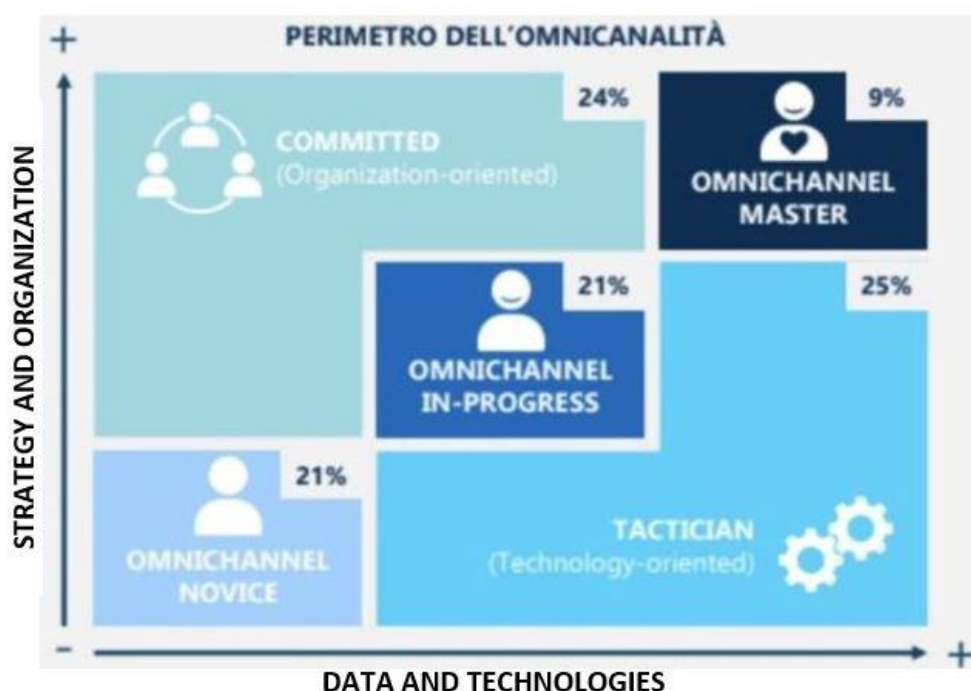 +
PERIMETRO DELL'OMNICANALITÀ
24%
9%
COMMITTED
(Organization-oriented)
OMNICHANNEL
MASTER
21%
25%
OMNICHANNEL
IN-PROGRESS
21%
OMNICHANNEL
NOVICE
TACTICIAN
(Technology-oriented)
STRATEGY AND ORGANIZATION
-
+
DATA AND TECHNOLOGIES